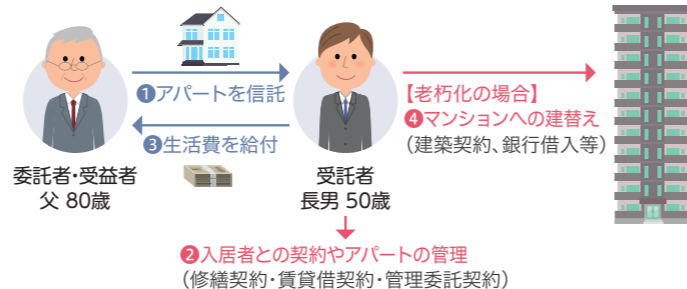 ❶アパートを信託
❸生活費を給付
委託者・受益者
父 80歳
受託者
長男 50歳
【老朽化の場合】
❹マンションへの建替え
(建築契約、銀行借入等)
❷入居者との契約やアパートの管理
(修繕契約・賃貸借契約・管理委託契約)